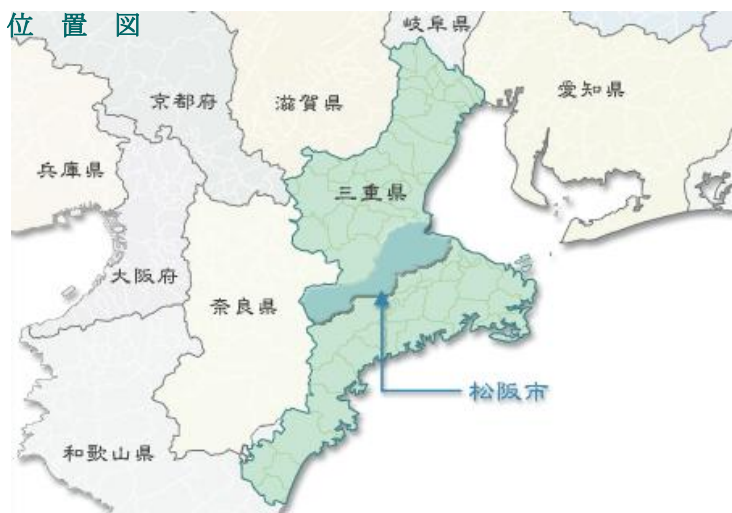 位置図
岐阜県
京都府
滋賀県
愛知県
兵庫県
三重県
大阪府
奈良県
松阪市
和歌山県